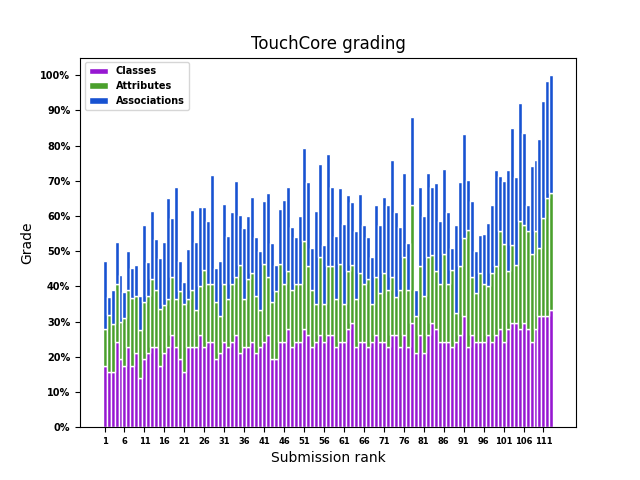 TouchCore grading
Classes
Attributes
Associations
Grade
100%
90%
80%
70%
60%
50%
40%
30%
20%
10%
0%
1 6 11 16 21 26 31 36 41 46 51 56 61 66 71 76 81 86 91 96 101 106 111
Submission rank